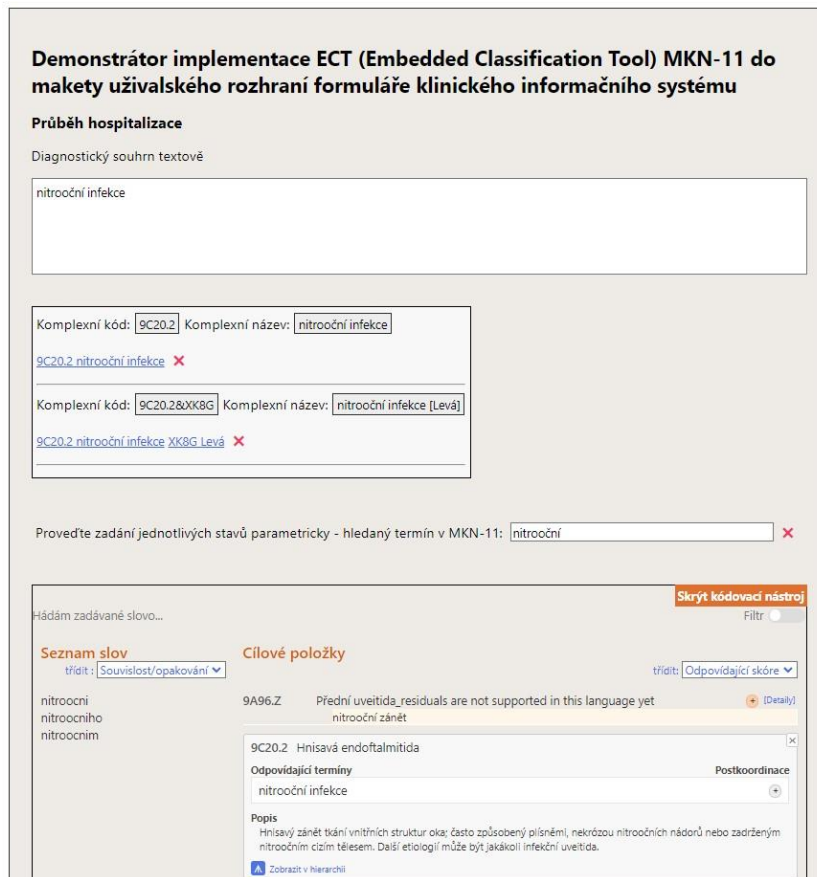 Demonstrátor implementace ECT (Embedded Classification Tool) MKN-11 do
makety uživalského rozhraní formuláře klinického informačního systému
Průběh hospitalizace
Diagnostický souhrn textově
nitrooční infekce
Komplexní kód: 9C20.2 Komplexní název: nitrooční infekce
9C20.2 nitrooční infekce
Komplexní kód: 9C20.2&XK8G Komplexní název: nitrooční infekce [Levá]
9C20.2 nitrooční infekce XK8G Levá
Proveďte zadání jednotlivých stavů parametricky - hledaný termín v MKN-11: nitrooční
Skrýt kódovací nástroj
Hádám zadávané slovo... Filtr
Seznam slov Cílové položky
třídit : Souvislost/opakování třídit: Odpovídající skóre
nitroocni 9A96.Z Přední uveitida_residuals are not supported in this language yet [Detaily]
nitroocniho nitrooční zánět
nitroocnim
9C20.2 Hnisavá endoftalmitida
Odpovídající termíny Postkoordinace
nitrooční infekce
Popis
Hnisavý zánět tkání vnitřních struktur oka; často způsobený plísněmi, nekrózou nitroočních nádorů nebo zadrženým
nitroočním cizím tělesem. Další etiologií může být jakákoli infekční uveitida.
Zobrazit v hierarchii